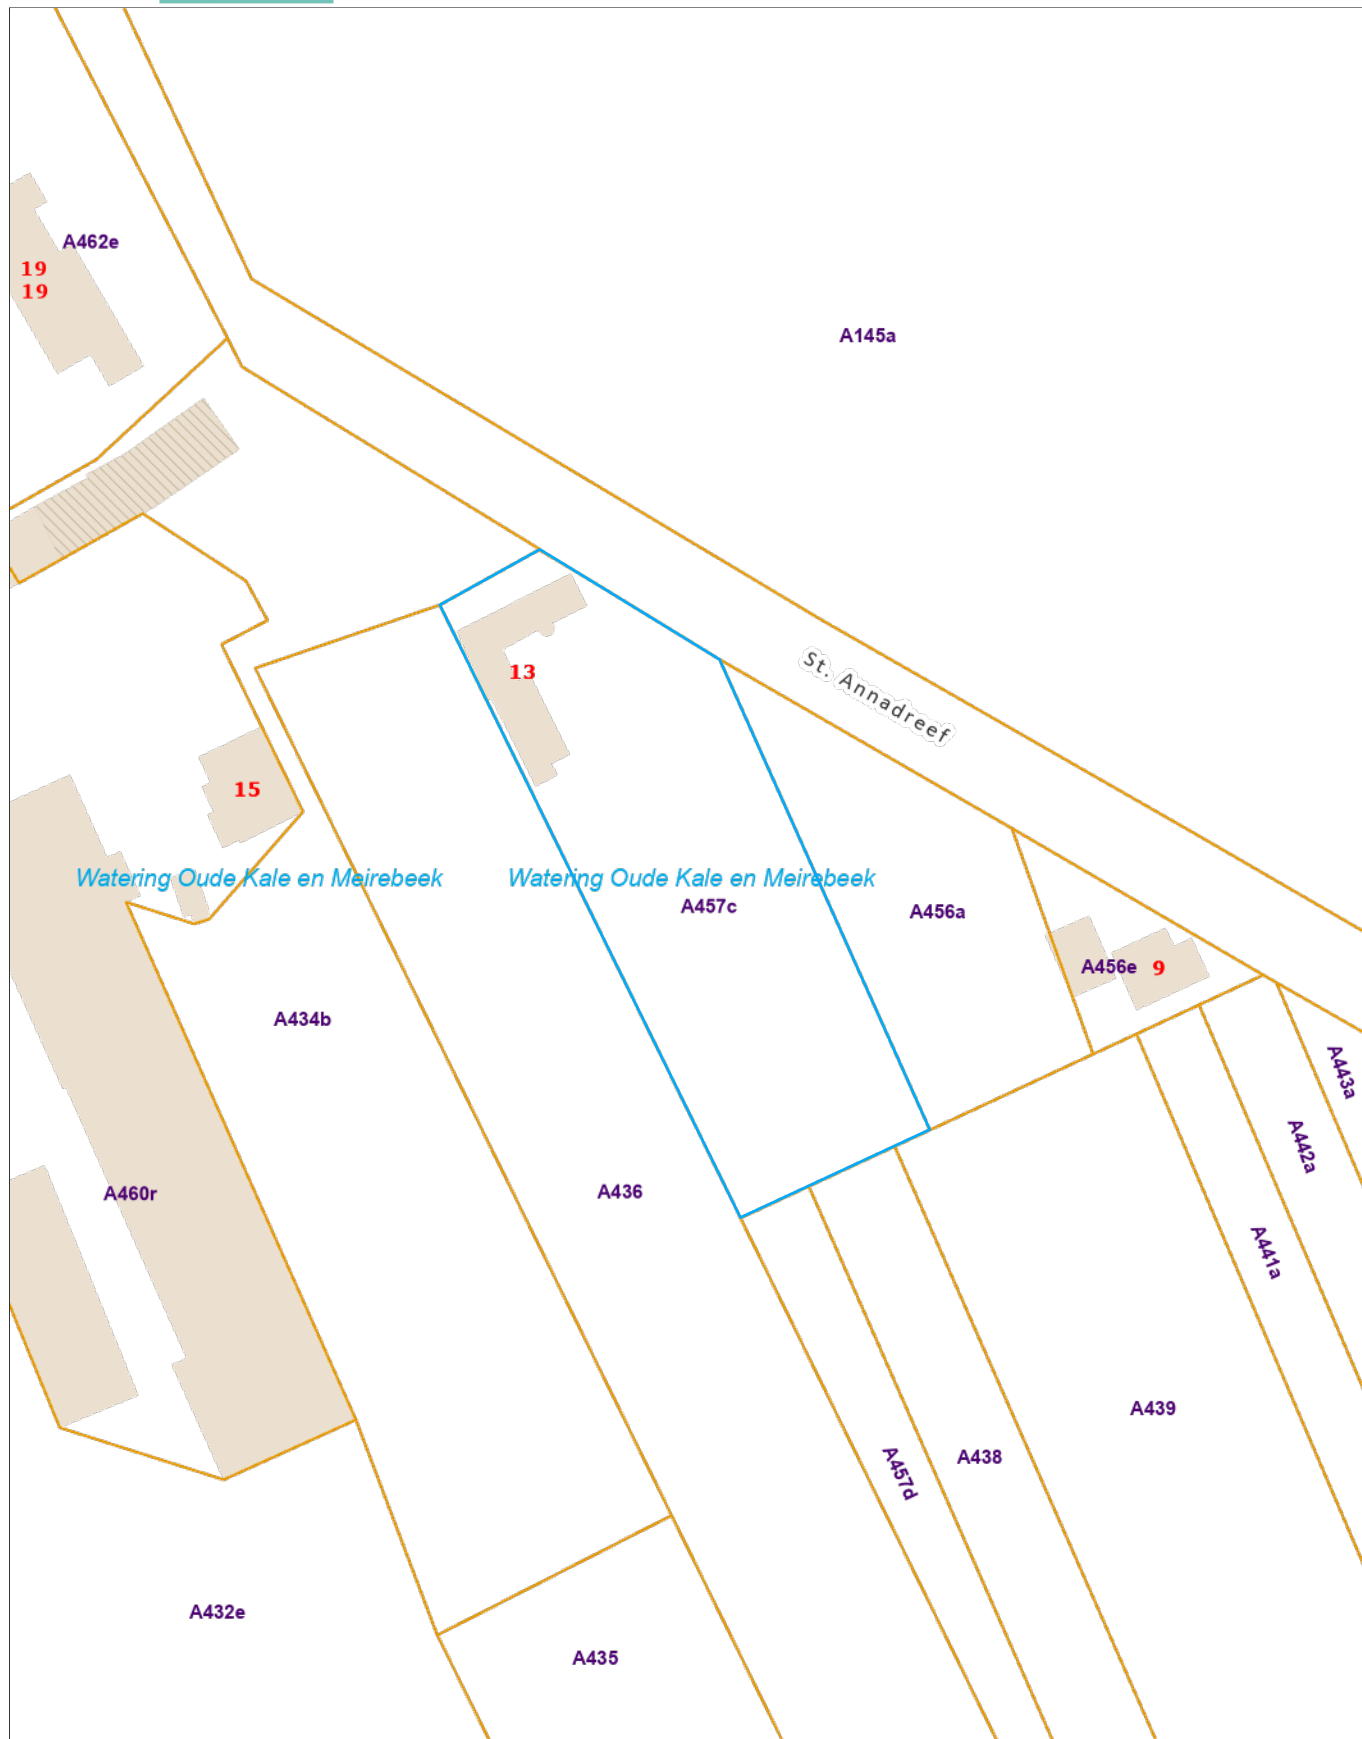 A462e
19
19
A145a
St. Annadreef
13
15
Watering Oude Kale en Meirebeek
Watering Oude Kale en Meirebeek
A457c
A456a
A456e
9
A434b
A443a
A442a
A460r
A436
A441a
A439
A438
A457d
A432e
A435